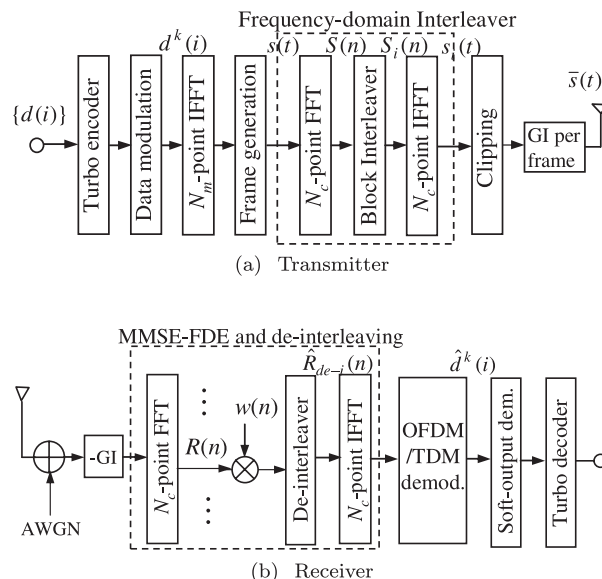 Frequency-domain Interleaver
{d(i)}
Turbo encoder
Data modulation
d^k(i)
N_m-point IFFT
Frame generation
s(t)
N_c-point FFT
S(n)
Block Interleaver
S_i(n)
N_c-point IFFT
Clipping
GI per
frame
s̅(t)
(a) Transmitter
MMSE-FDE and de-interleaving
AWGN
-GI
N_c-point FFT
R(n)
w(n)
De-interleaver
R̂_{de-i}(n)
N_c-point IFFT
OFDM
/TDM
demod.
d̂^k(i)
Soft-output dem.
Turbo decoder
(b) Receiver